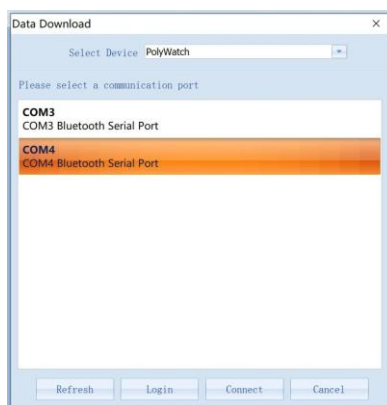 Data Download
Select Device PolyWatch
Please select a communication port
COM3
COM3 Bluetooth Serial Port
COM4
COM4 Bluetooth Serial Port
Refresh Login Connect Cancel